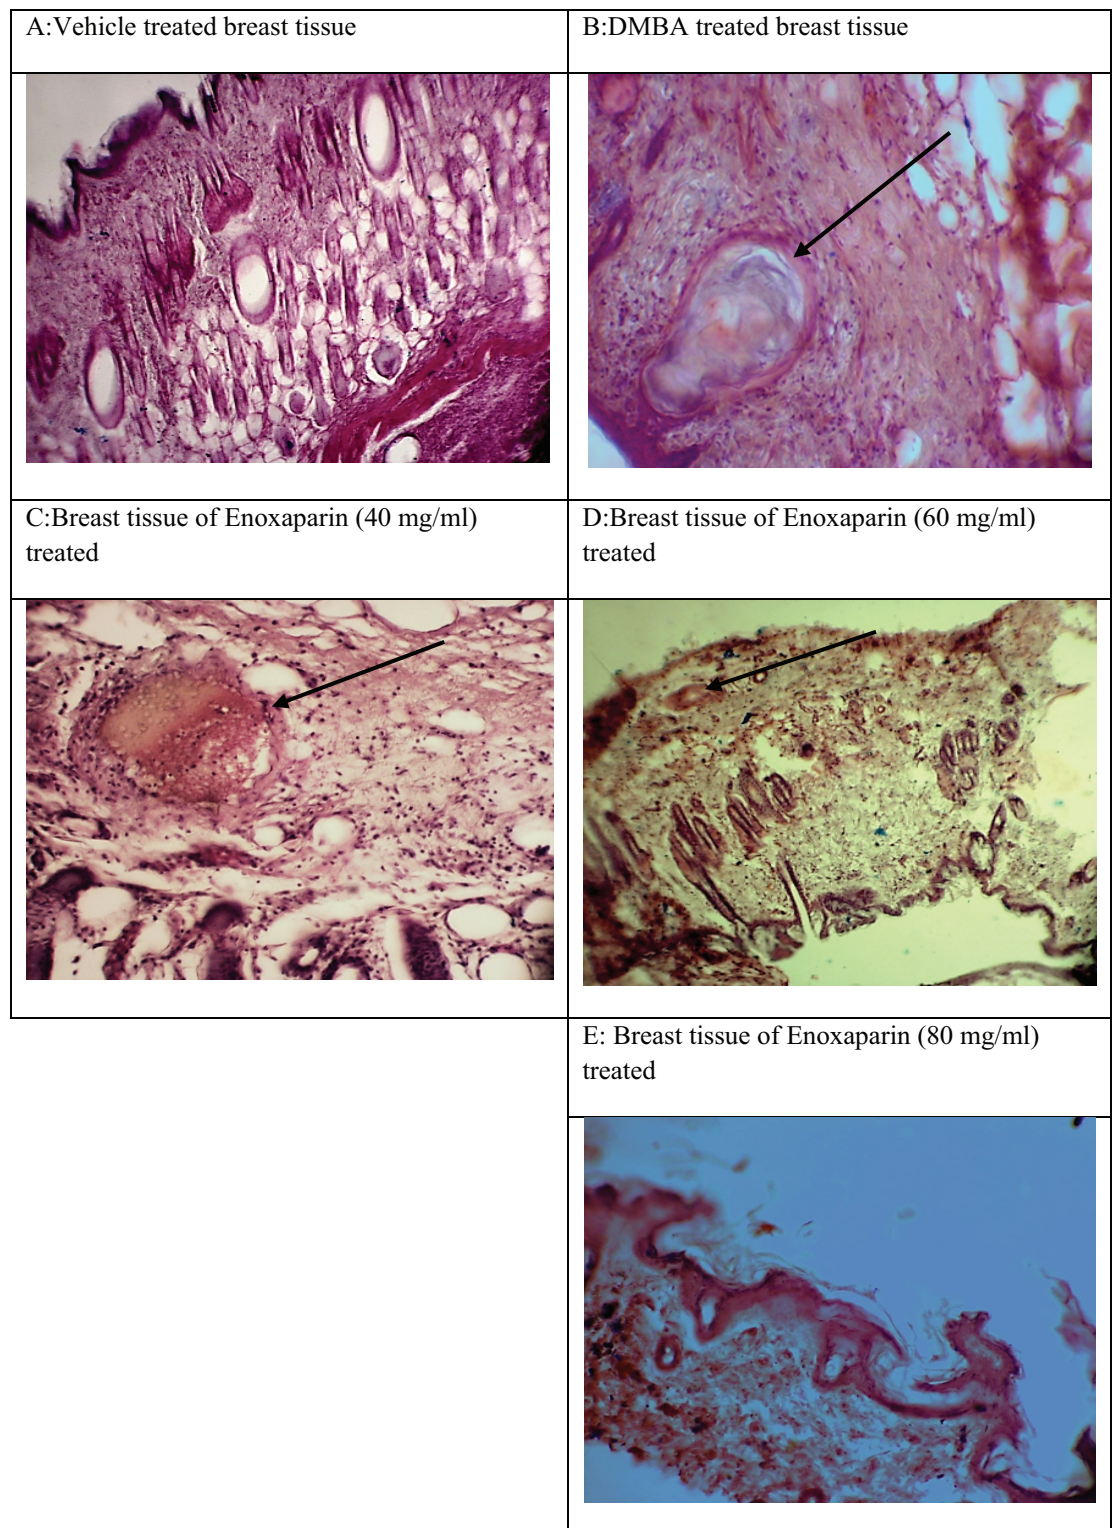 A:Vehicle treated breast tissue
B:DMBA treated breast tissue
C:Breast tissue of Enoxaparin (40 mg/ml)
treated
D:Breast tissue of Enoxaparin (60 mg/ml)
treated
E: Breast tissue of Enoxaparin (80 mg/ml)
treated